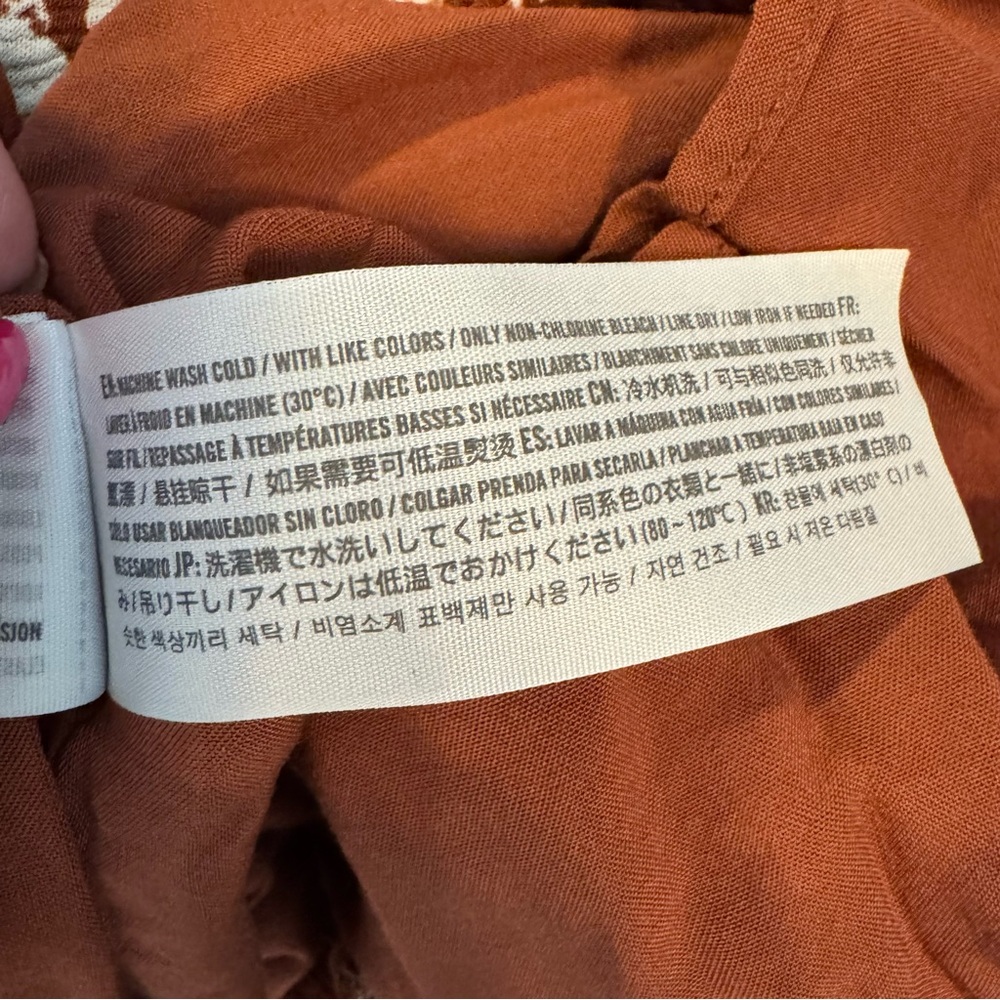 EN: MACHINE WASH COLD / WITH LIKE COLORS / ONLY NON-CHLORINE BLEACH / LINE DRY / LOW IRON IF NEEDED FR:
LAVER À FROID EN MACHINE (30°C) / AVEC COULEURS SIMILAIRES / BLANCHIMENT SANS CHLORE UNIQUEMENT / SÉCHER
SUR FIL / REPASSAGE À TEMPÉRATURES BASSES SI NÉCESSAIRE CN: 冷水机洗 / 可与相似色同洗 / 仅允许非
氯漂 / 悬挂晾干 / 如果需要可低温熨烫 ES: LAVAR A MÁQUINA CON AGUA FRÍA / CON COLORES SIMILARES /
SÓLO USAR BLANQUEADOR SIN CLORO / COLGAR PRENDA PARA SECARLA / PLANCHAR A TEMPERATURA BAJA EN CASO
NECESARIO JP: 洗濯機で水洗いしてください/同系色の衣類と一緒に/非塩素系の漂白剤の
み/吊り干し/アイロンは低温でおかけください(80~120℃) KR: 찬물에 세탁(30°C) / 비
슷한 색상끼리 세탁 / 비염소계 표백제만 사용 가능 / 자연 건조 / 필요 시 저온 다림질
SION